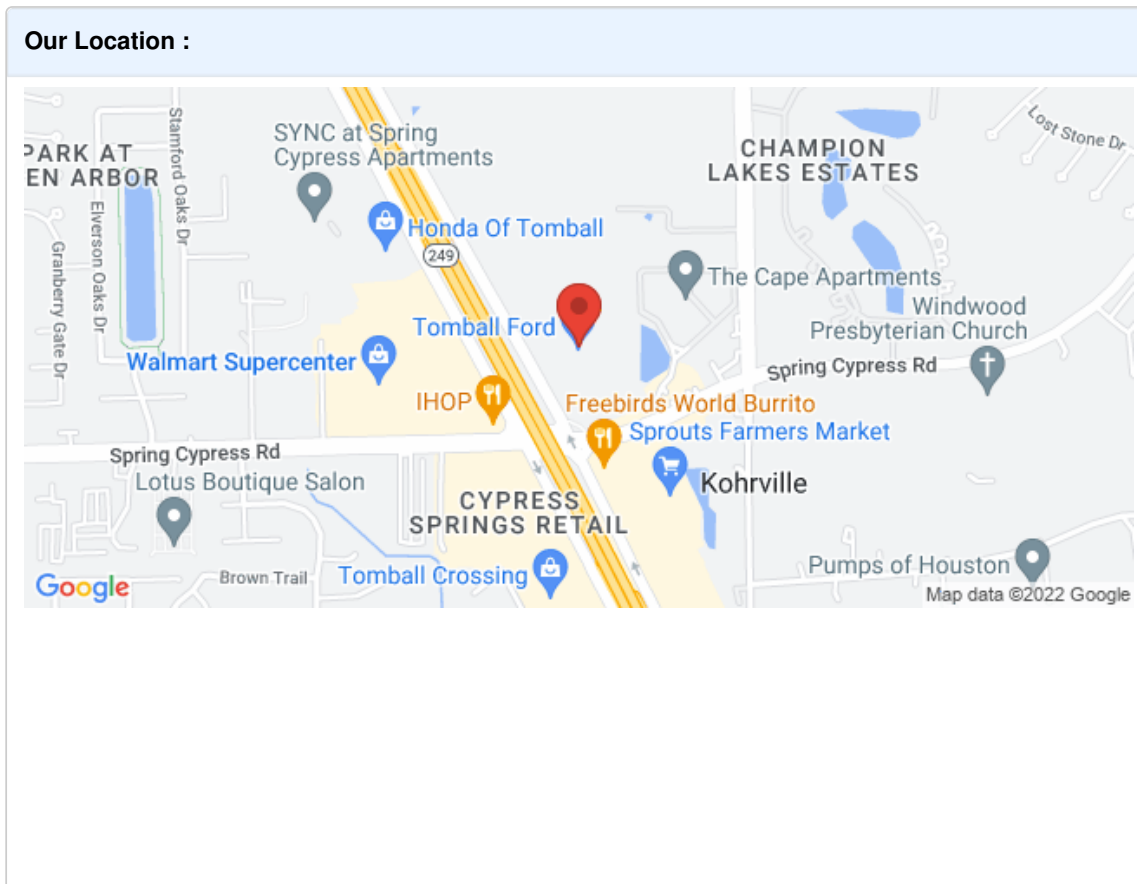 Our Location :
SYNC at Spring
Cypress Apartments
PARK AT
EN ARBOR
Stamford Oaks Dr
Elverson Oaks Dr
Granberry Gate Dr
Honda Of Tomball
249
CHAMPION
LAKES ESTATES
Lost Stone Dr
The Cape Apartments
Windwood
Presbyterian Church
Tomball Ford
Walmart Supercenter
Spring Cypress Rd
IHOP
Freebirds World Burrito
Sprouts Farmers Market
Spring Cypress Rd
Lotus Boutique Salon
Kohrville
CYPRESS
SPRINGS RETAIL
Pumps of Houston
Brown Trail
Tomball Crossing
Google
Map data ©2022 Google